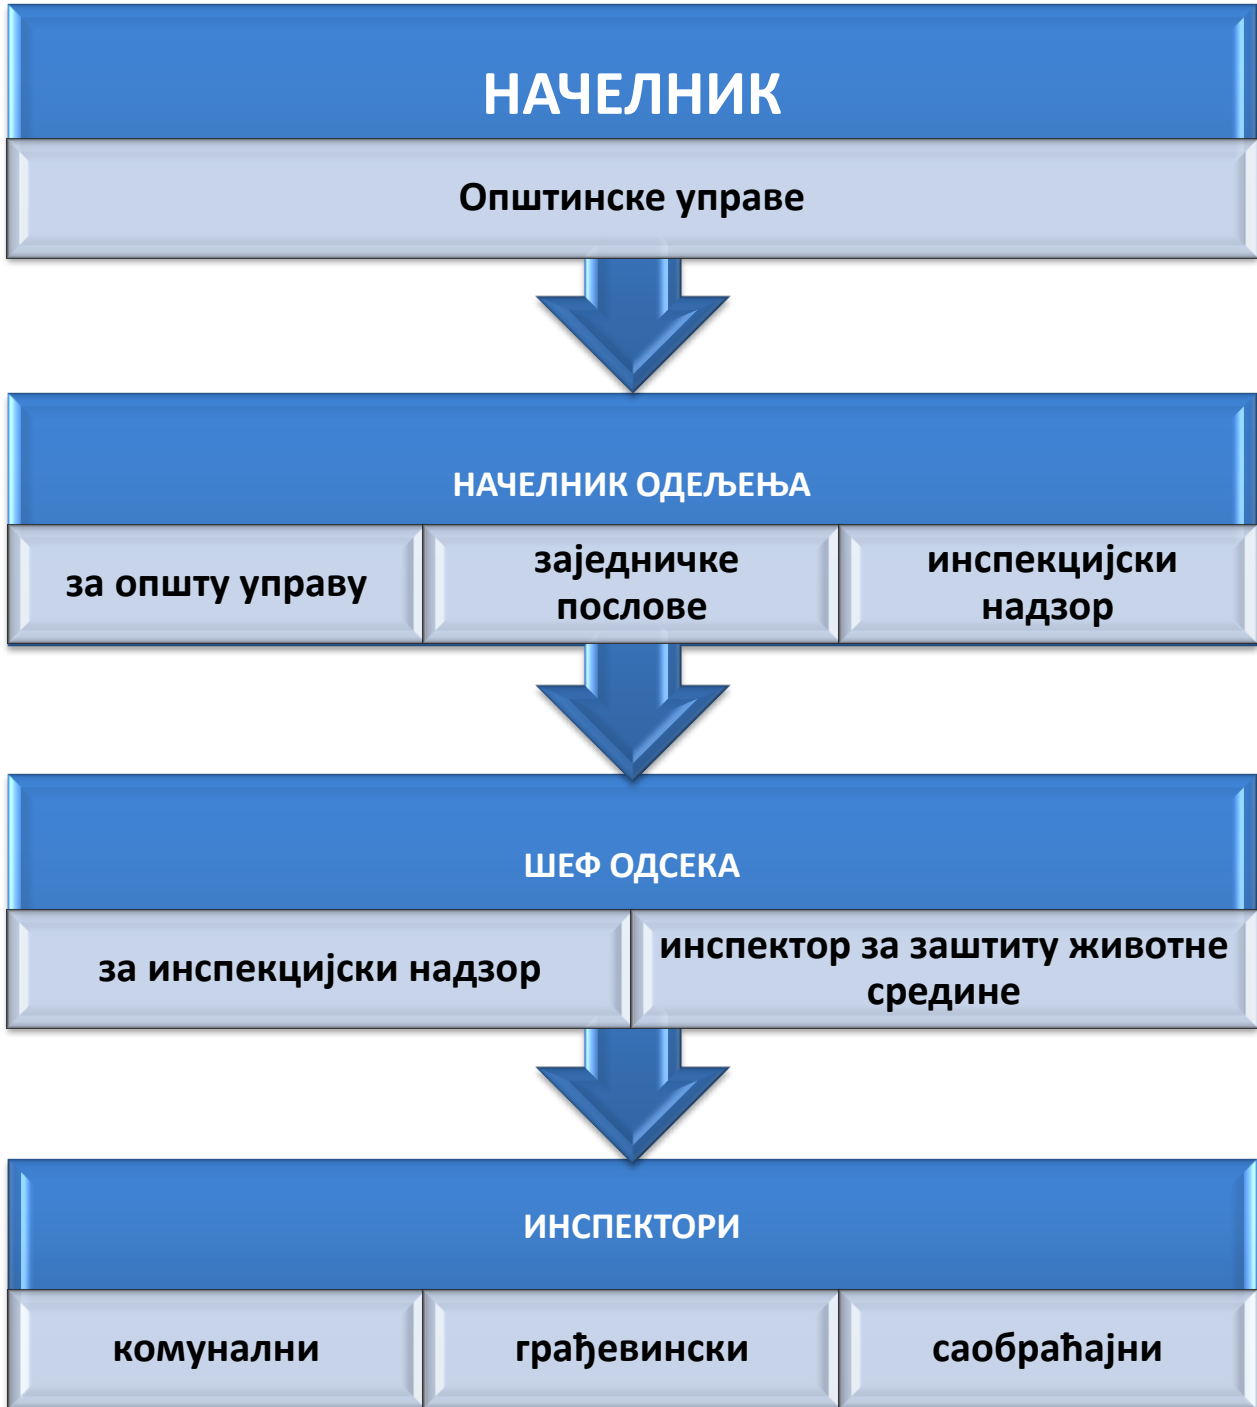 НАЧЕЛНИК
Општинске управе
НАЧЕЛНИК ОДЕЉЕЊА
за општу управу
заједничке
послове
инспекцијски
надзор
ШЕФ ОДСЕКА
за инспекцијски надзор
инспектор за заштиту животне
средине
ИНСПЕКТОРИ
комунални
грађевински
саобраћајни